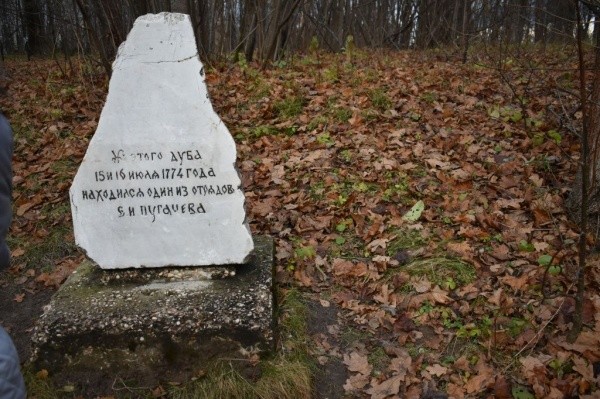 У этого дуба
15 и 16 июля 1774 года
находился один из отрядов
Е И Пугачева